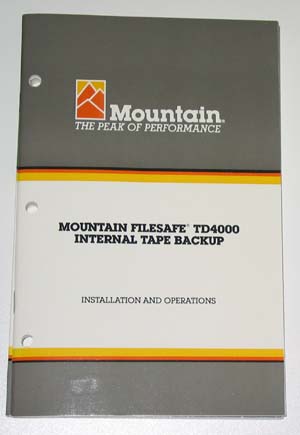 Mountain®
THE PEAK OF PERFORMANCE
MOUNTAIN FILESAFE® TD4000
INTERNAL TAPE BACKUP
INSTALLATION AND OPERATIONS